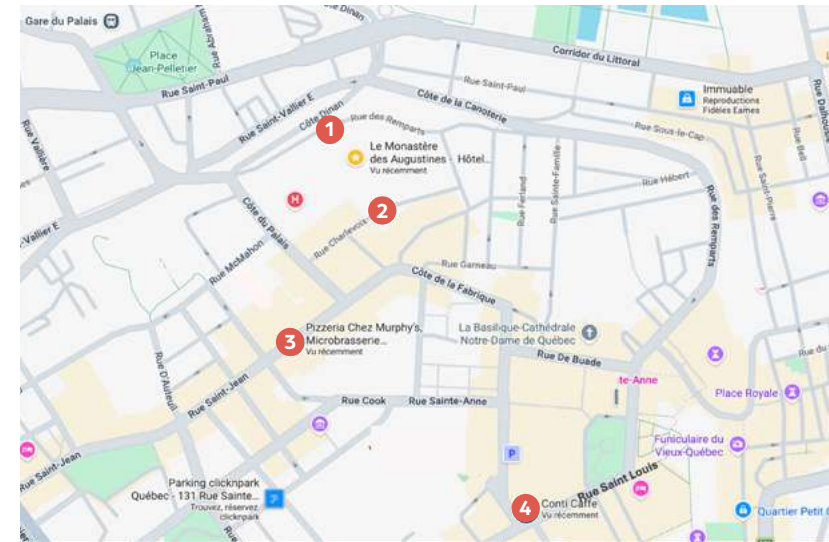 Gare du Palais
Rue Abraham
Côte Dinan
Place
Jean-Pelletier
Corridor du Littoral
Rue Saint-Paul
Rue Saint-Paul
Immuable
Reproductions
Fidèles Eames
Rue Dalhousie
Rue Vallière
Rue Saint-Vallier E
Côte Dinan
1
Rue des Remparts
Côte de la Canoterie
Rue Sous-le-Cap
Rue Bell
Le Monastère
des Augustines - Hôtel...
Vu récemment
H
Rue Ferland
Rue Sainte-Famille
Rue Hébert
Rue Saint-Pierre
Rue des Remparts
2
-Vallier E
Côte du Palais
Rue Charlevoix
Rue McMahon
Rue Garneau
Côte de la Fabrique
3
Pizzeria Chez Murphy's,
Microbrasserie...
Vu récemment
La Basilique-Cathédrale
Notre-Dame de Québec
Rue De Buade
Rue du
Rue D'Auteuil
Rue Saint-Jean
te-Anne
Place Royale
Rue Cook
Rue Sainte-Anne
Rue Saint-Jean
P
Funiculaire du
Vieux-Québec
Parking clicknpark
Québec - 131 Rue Sainte...
Trouvez, réservez,
clicknpark
Rue Saint Louis
4
Conti Caffe
Vu récemment
Quartier Petit